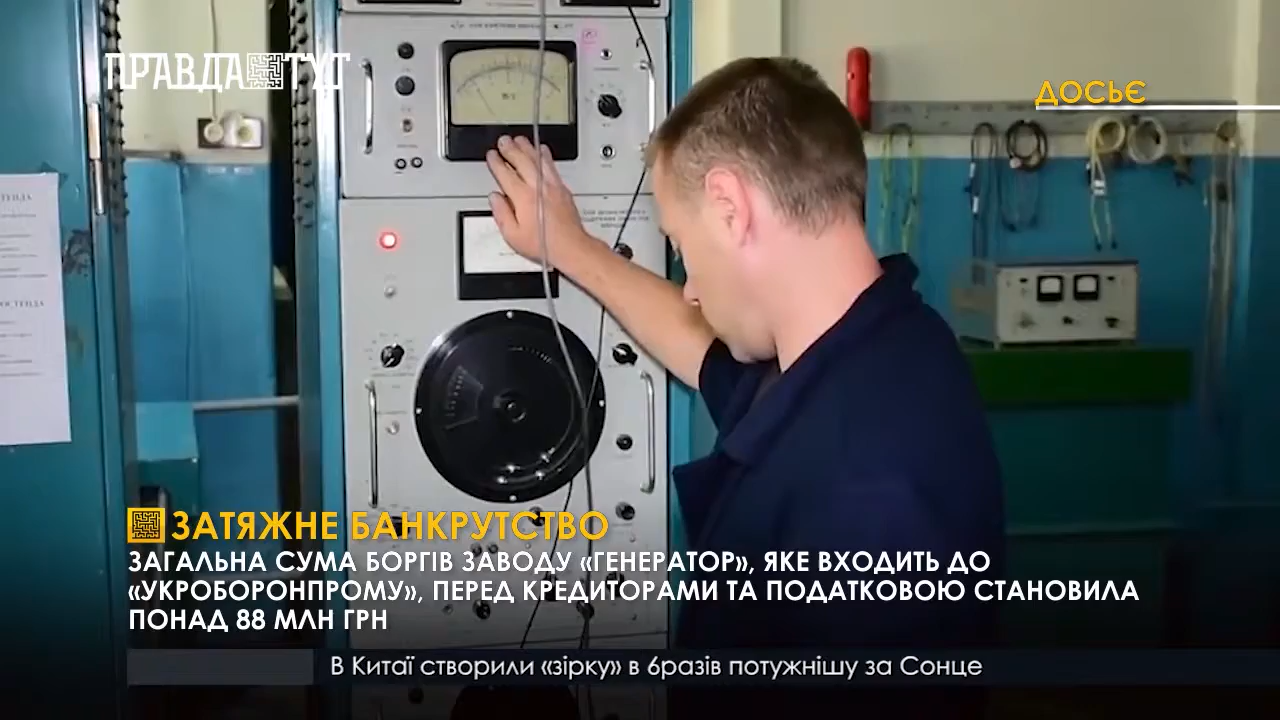 ПРАВДА ТУТ
ДОСЬЄ
ЗАТЯЖНЕ БАНКРУТСТВО
ЗАГАЛЬНА СУМА БОРГІВ ЗАВОДУ «ГЕНЕРАТОР», ЯКЕ ВХОДИТЬ ДО
«УКРОБОРОНПРОМУ», ПЕРЕД КРЕДИТОРАМИ ТА ПОДАТКОВОЮ СТАНОВИЛА
ПОНАД 88 МЛН ГРН
В Китаї створили «зірку» в 6разів потужнішу за Сонце